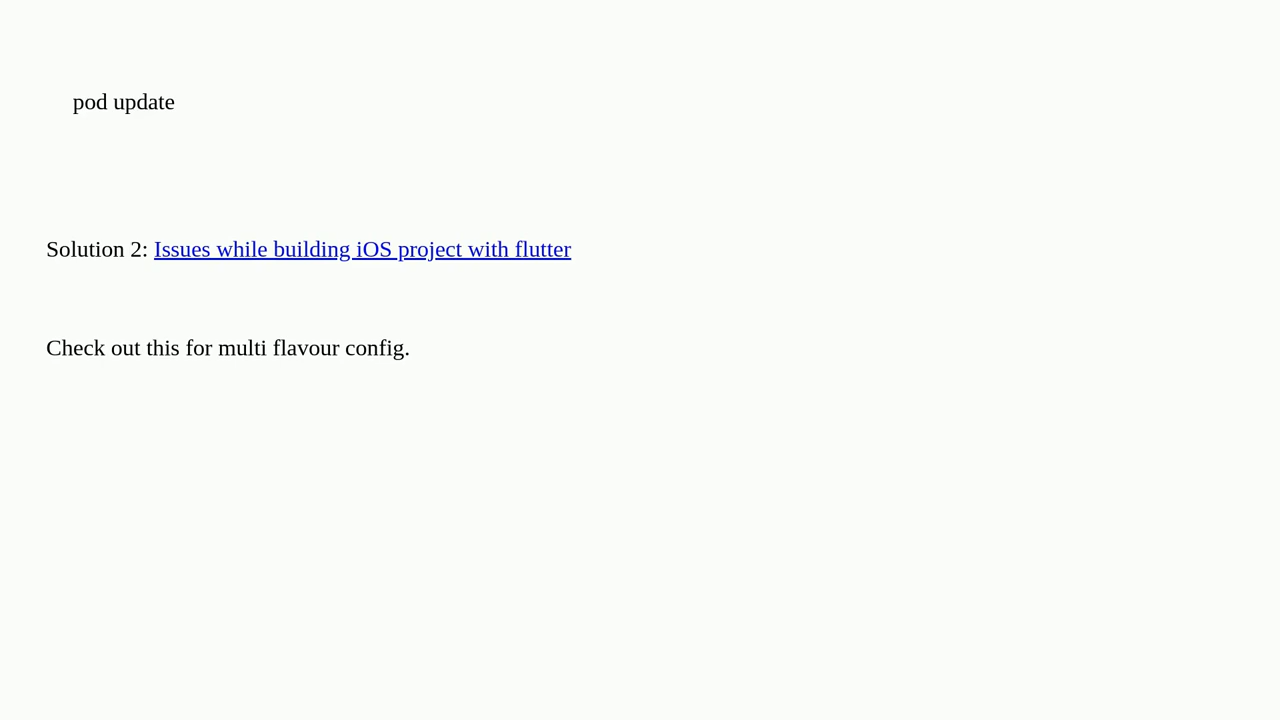 pod update
Solution 2: Issues while building iOS project with flutter
Check out this for multi flavour config.